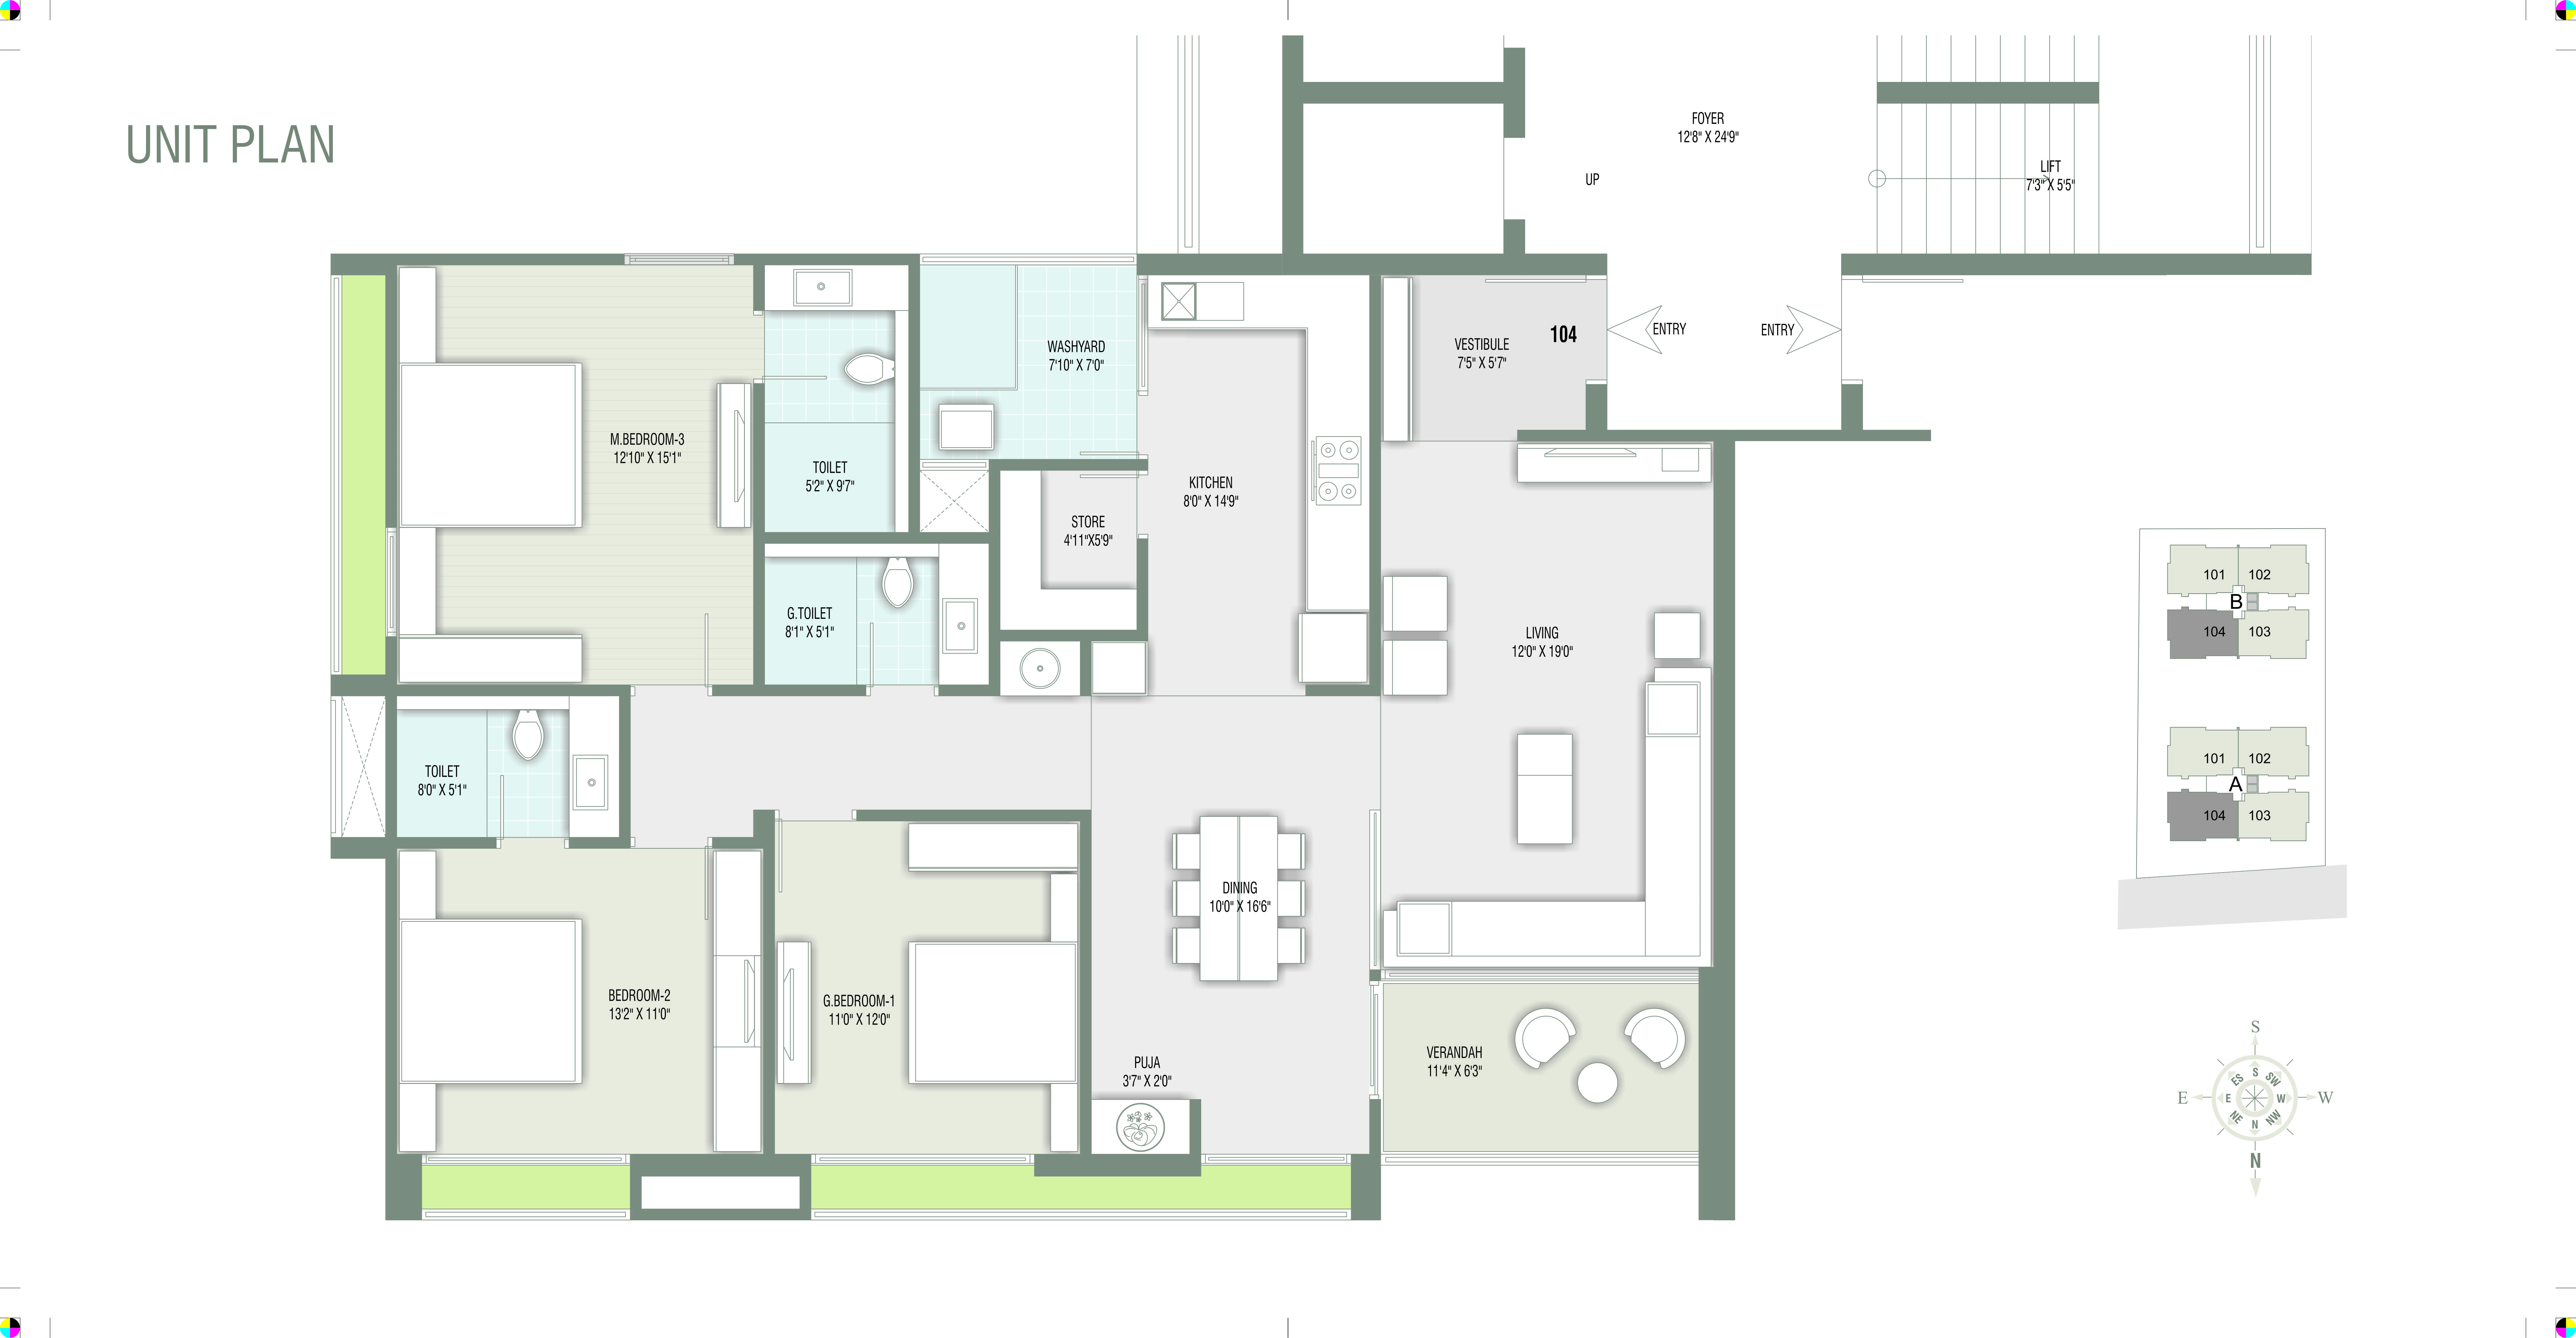 UNIT PLAN
FOYER
12'8" X 24'9"
UP
LIFT
7'3" X 5'5"
ENTRY
ENTRY
104
VESTIBULE
7'5" X 5'7"
WASHYARD
7'10" X 7'0"
M.BEDROOM-3
12'10" X 15'1"
TOILET
5'2" X 9'7"
KITCHEN
8'0" X 14'9"
STORE
4'11"X5'9"
G.TOILET
8'1" X 5'1"
LIVING
12'0" X 19'0"
TOILET
8'0" X 5'1"
DINING
10'0" X 16'6"
BEDROOM-2
13'2" X 11'0"
G.BEDROOM-1
11'0" X 12'0"
PUJA
3'7" X 2'0"
VERANDAH
11'4" X 6'3"
101 102
B
104 103
101 102
A
104 103
S
S
ES SW
E E W W
NE NW
N
N